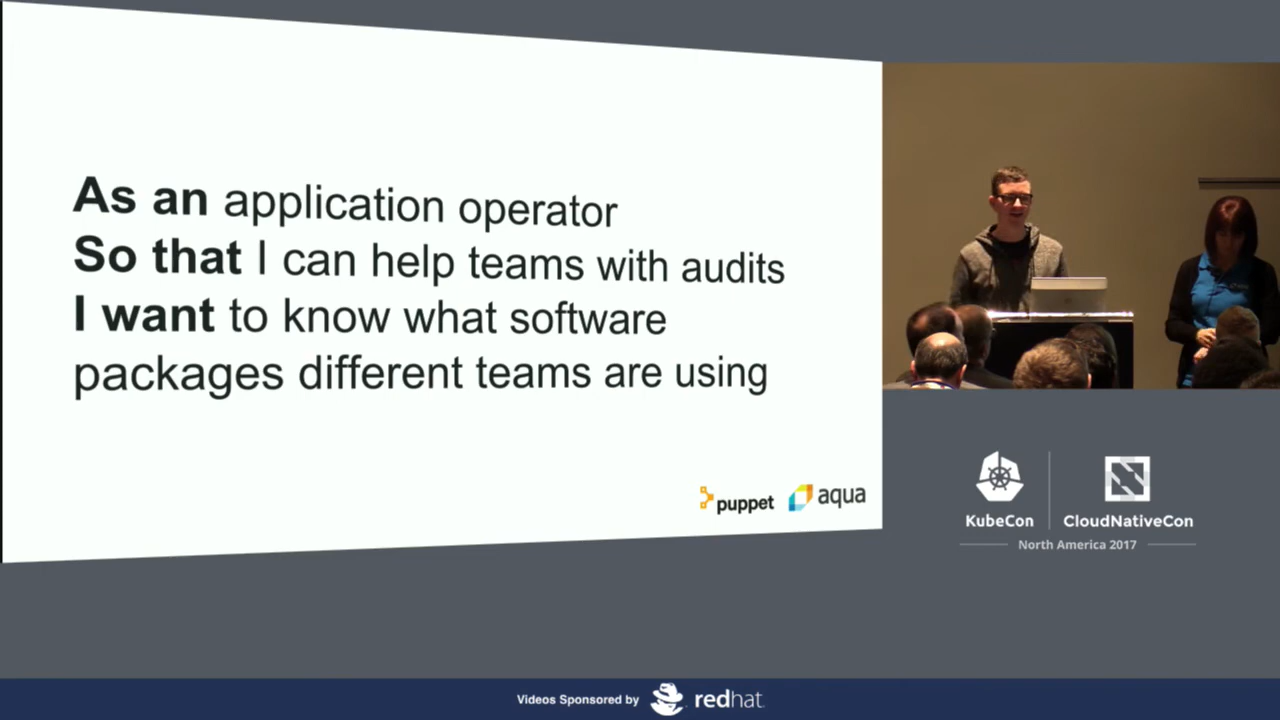 As an application operator
So that I can help teams with audits
I want to know what software
packages different teams are using
puppet aqua
KubeCon CloudNativeCon
North America 2017
Videos Sponsored by redhat.